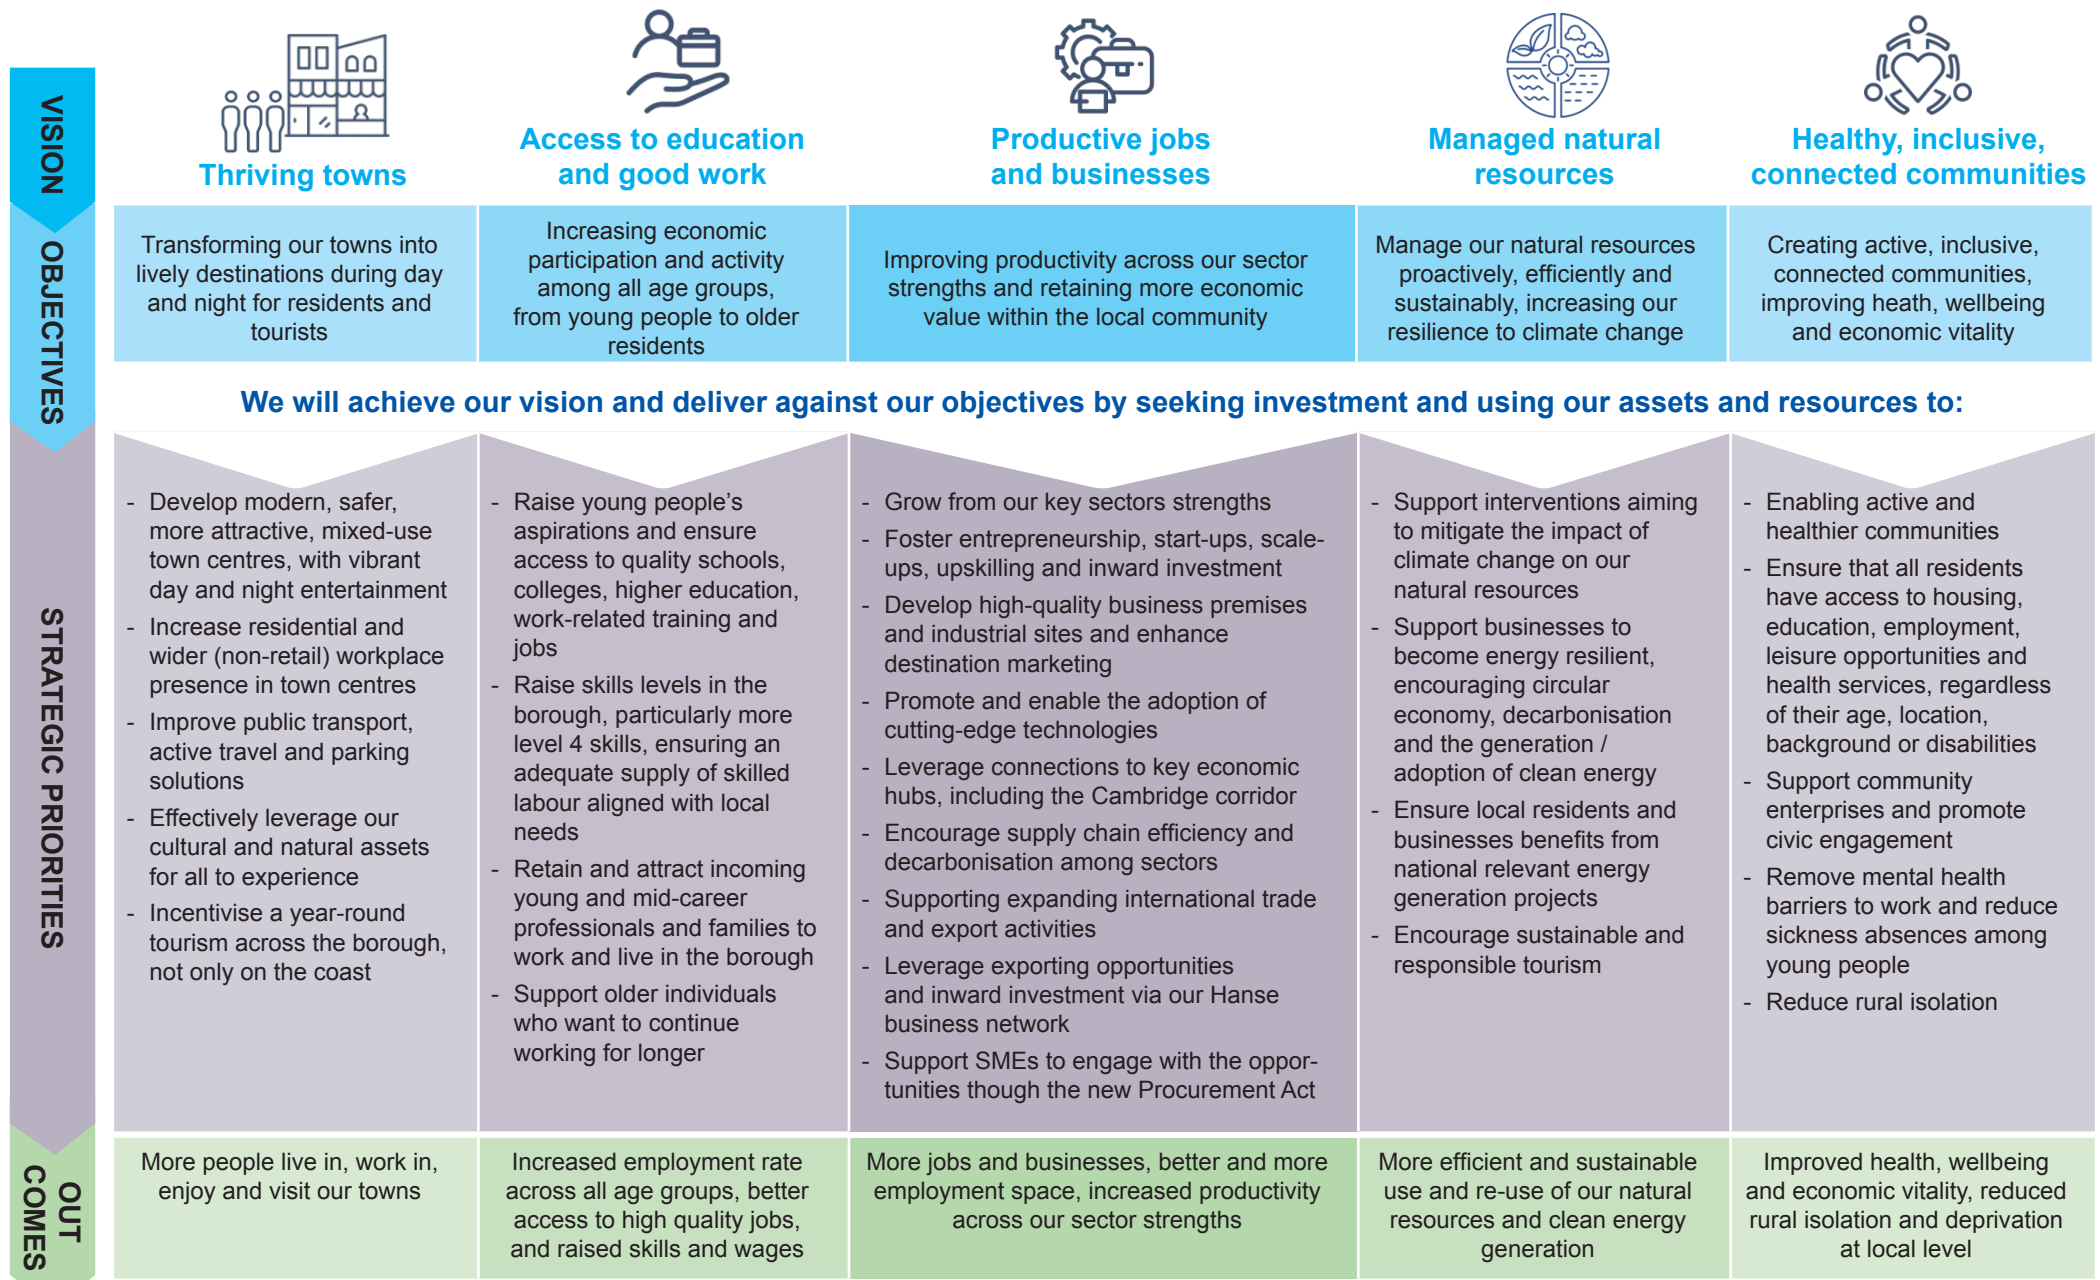 VISION
Thriving towns
Access to education
and good work
Productive jobs
and businesses
Managed natural
resources
Healthy, inclusive,
connected communities
OBJECTIVES
Transforming our towns into
lively destinations during day
and night for residents and
tourists
Increasing economic
participation and activity
among all age groups,
from young people to older
residents
Improving productivity across our sector
strengths and retaining more economic
value within the local community
Manage our natural resources
proactively, efficiently and
sustainably, increasing our
resilience to climate change
Creating active, inclusive,
connected communities,
improving heath, wellbeing
and economic vitality
We will achieve our vision and deliver against our objectives by seeking investment and using our assets and resources to:
STRATEGIC PRIORITIES
- Develop modern, safer,
more attractive, mixed-use
town centres, with vibrant
day and night entertainment
- Increase residential and
wider (non-retail) workplace
presence in town centres
- Improve public transport,
active travel and parking
solutions
- Effectively leverage our
cultural and natural assets
for all to experience
- Incentivise a year-round
tourism across the borough,
not only on the coast
- Raise young people's
aspirations and ensure
access to quality schools,
colleges, higher education,
work-related training and
jobs
- Raise skills levels in the
borough, particularly more
level 4 skills, ensuring an
adequate supply of skilled
labour aligned with local
needs
- Retain and attract incoming
young and mid-career
professionals and families to
work and live in the borough
- Support older individuals
who want to continue
working for longer
- Grow from our key sectors strengths
- Foster entrepreneurship, start-ups, scale-
ups, upskilling and inward investment
- Develop high-quality business premises
and industrial sites and enhance
destination marketing
- Promote and enable the adoption of
cutting-edge technologies
- Leverage connections to key economic
hubs, including the Cambridge corridor
- Encourage supply chain efficiency and
decarbonisation among sectors
- Supporting expanding international trade
and export activities
- Leverage exporting opportunities
and inward investment via our Hanse
business network
- Support SMEs to engage with the oppor-
tunities though the new Procurement Act
- Support interventions aiming
to mitigate the impact of
climate change on our
natural resources
- Support businesses to
become energy resilient,
encouraging circular
economy, decarbonisation
and the generation /
adoption of clean energy
- Ensure local residents and
businesses benefits from
national relevant energy
generation projects
- Encourage sustainable and
responsible tourism
- Enabling active and
healthier communities
- Ensure that all residents
have access to housing,
education, employment,
leisure opportunities and
health services, regardless
of their age, location,
background or disabilities
- Support community
enterprises and promote
civic engagement
- Remove mental health
barriers to work and reduce
sickness absences among
young people
- Reduce rural isolation
OUT
COMES
More people live in, work in,
enjoy and visit our towns
Increased employment rate
across all age groups, better
access to high quality jobs,
and raised skills and wages
More jobs and businesses, better and more
employment space, increased productivity
across our sector strengths
More efficient and sustainable
use and re-use of our natural
resources and clean energy
generation
Improved health, wellbeing
and economic vitality, reduced
rural isolation and deprivation
at local level